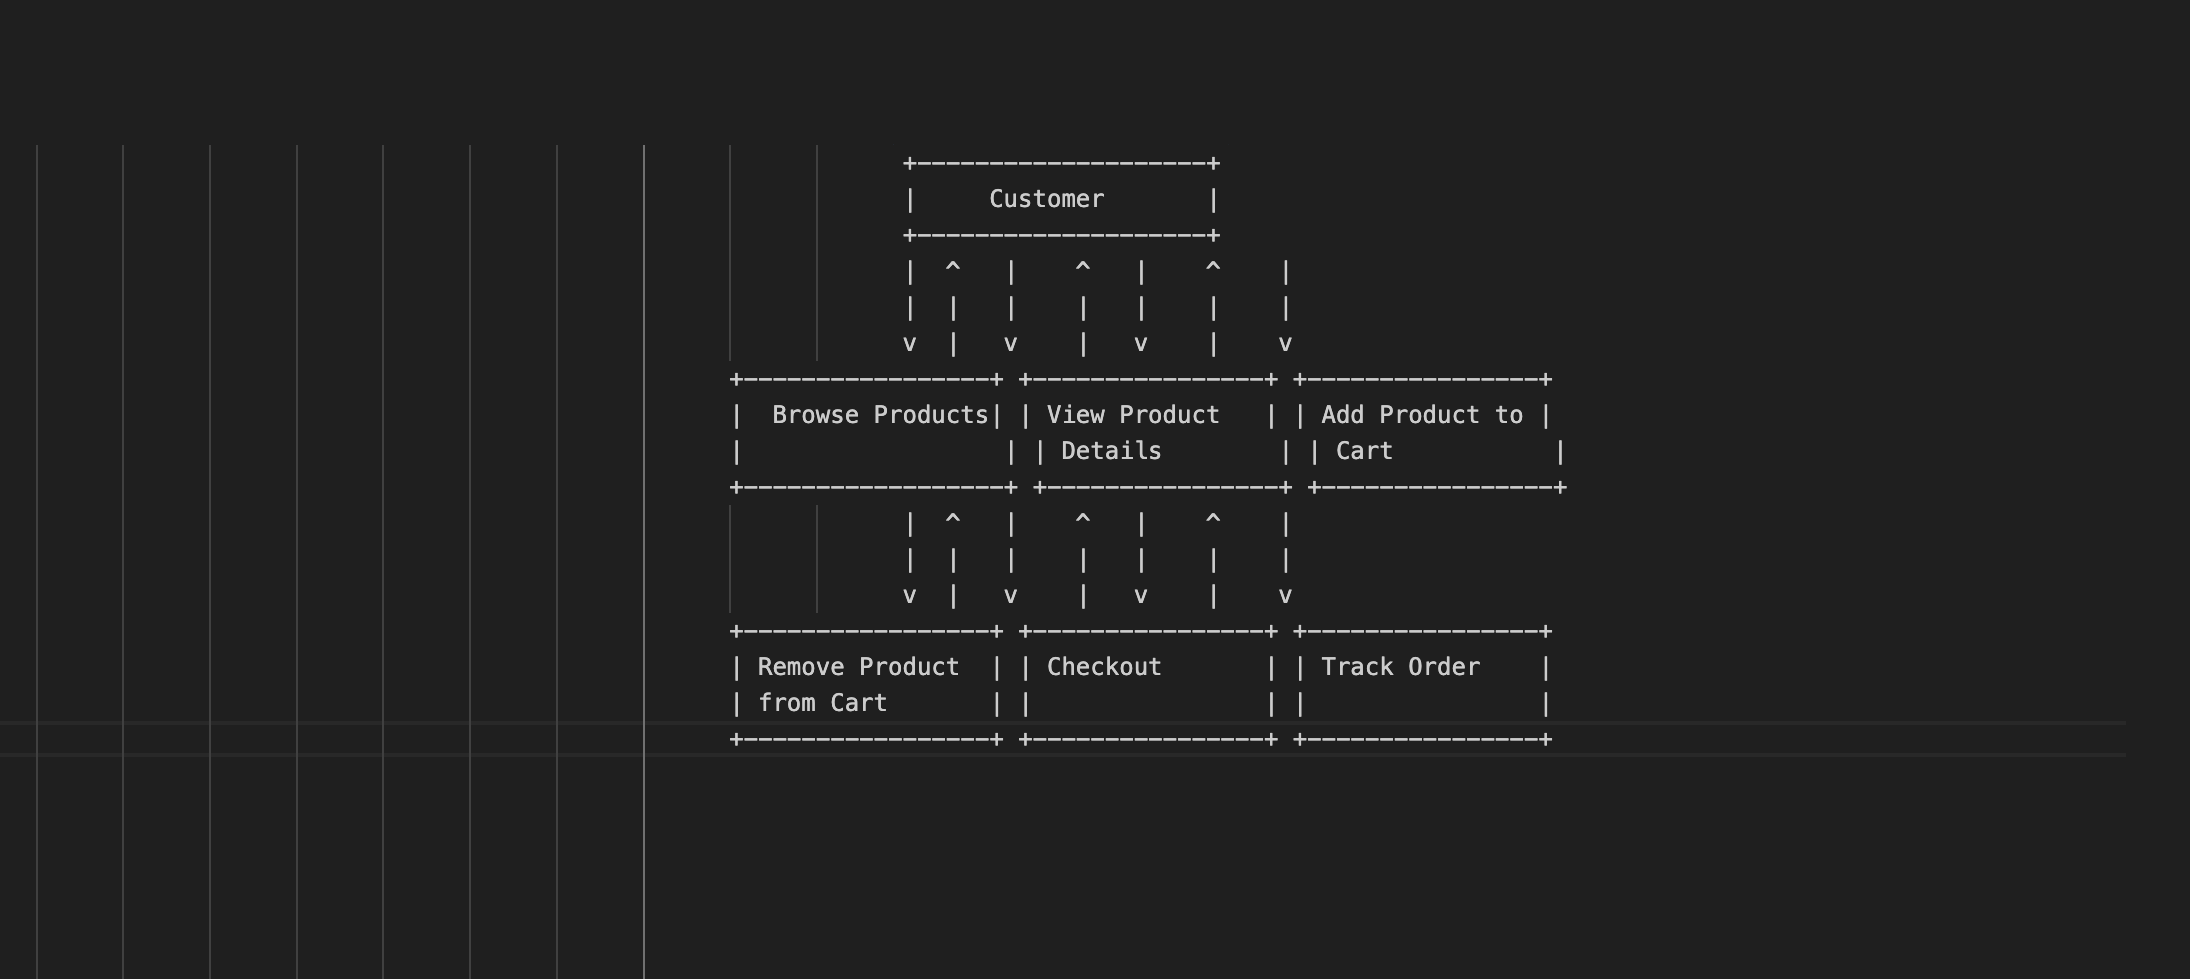 +--------------------+
|     Customer       |
+--------------------+
|  ^   |    ^   |    ^    |
|  |   |    |   |    |    |
v  |   v    |   v    |    v
+-----------------+ +----------------+ +---------------+
|  Browse Products| | View Product   | | Add Product to |
|                  | | Details        | | Cart           |
+------------------+ +----------------+ +----------------+
|  ^   |    ^   |    ^    |
|  |   |    |   |    |    |
v  |   v    |   v    |    v
+-----------------+ +----------------+ +----------------+
| Remove Product  | | Checkout       | | Track Order    |
| from Cart       | |                | |                |
+-----------------+ +----------------+ +----------------+